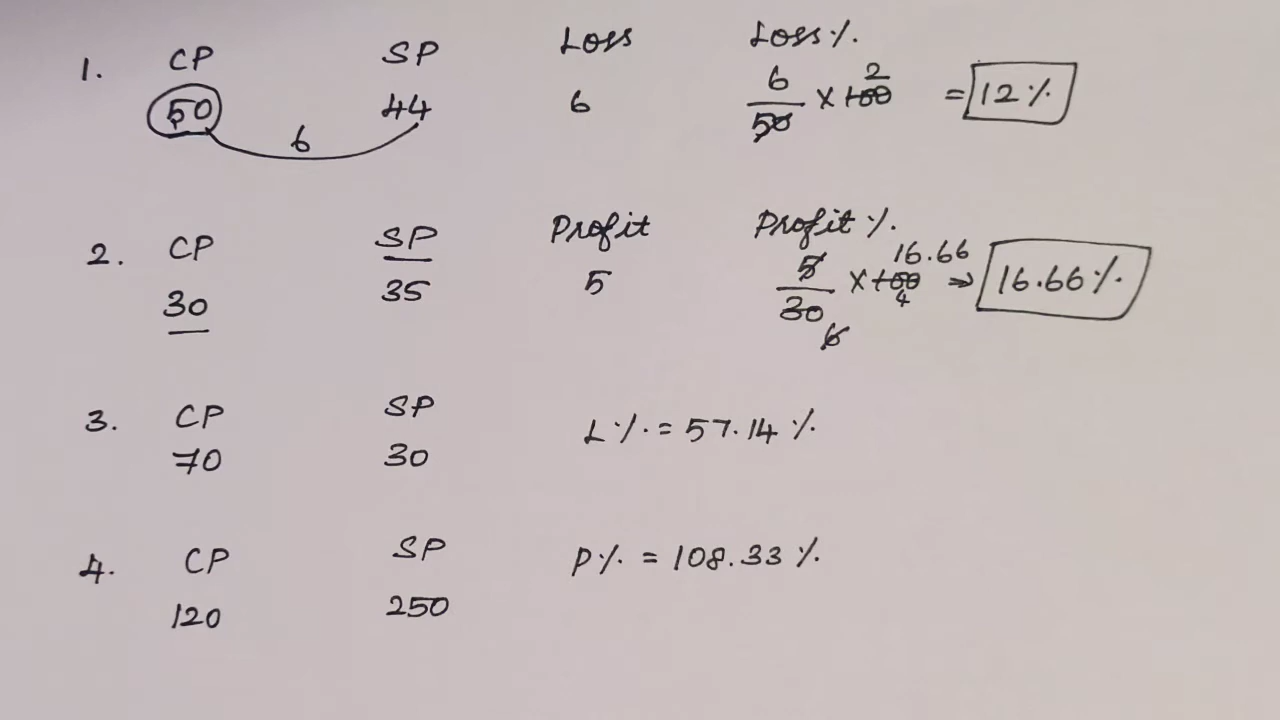 1. CP SP Loss Loss%.
50 44 6 6/50 × 100 2 = 12%
6
2. CP SP Profit Profit%.
30 35 5 5/30 × 100 16.66 ⇒ 16.66%
6 4
3. CP SP L% = 57.14%
70 30
4. CP SP P% = 108.33%
120 250